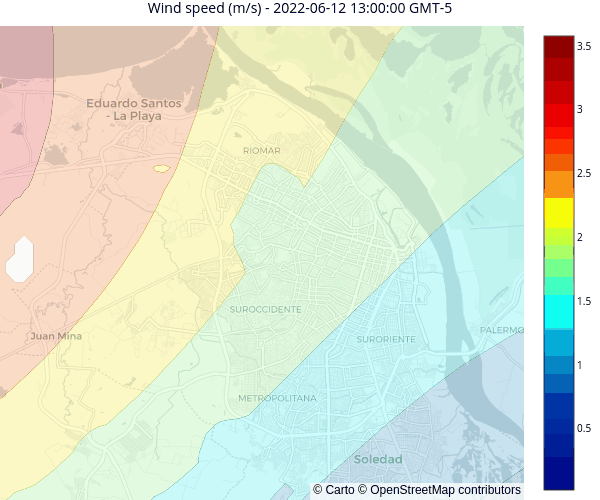 Wind speed (m/s) - 2022-06-12 13:00:00 GMT-5
3.5
3
2.5
2
1.5
1
0.5
Eduardo Santos
- La Playa
RIOMAR
SUROCCIDENTE
Juan Mina
SURORIENTE
PALERMO
METROPOLITANA
Soledad
© Carto © OpenStreetMap contributors